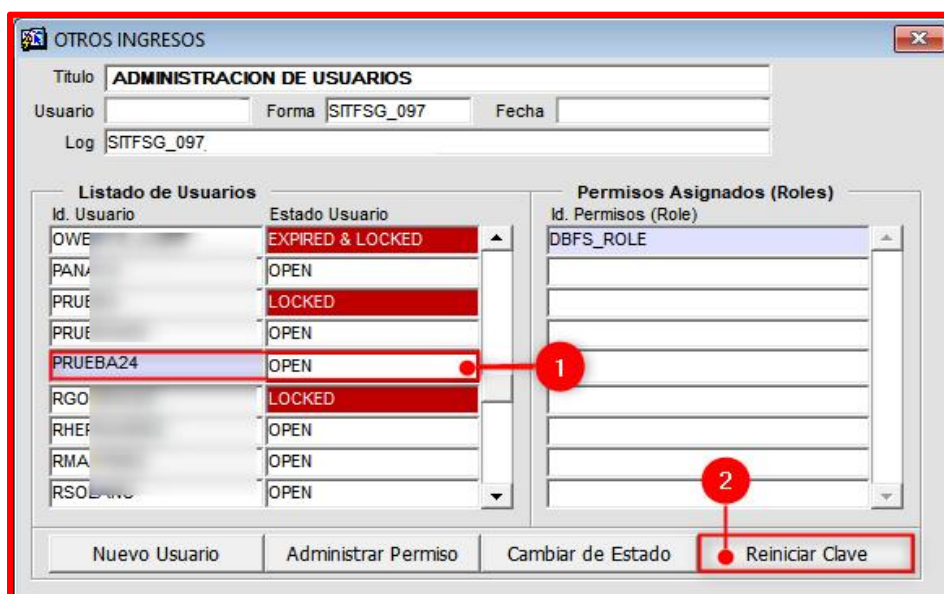 OTROS INGRESOS
Titulo ADMINISTRACION DE USUARIOS
Usuario Forma SITFSG_097 Fecha
Log SITFSG_097
Listado de Usuarios Permisos Asignados (Roles)
Id. Usuario Estado Usuario Id. Permisos (Role)
EXPIRED & LOCKED DBFS_ROLE
OPEN
LOCKED
OPEN
PRUEBA24 OPEN 1
LOCKED
OPEN
OPEN
OPEN
2
Nuevo Usuario Administrar Permiso Cambiar de Estado Reiniciar Clave